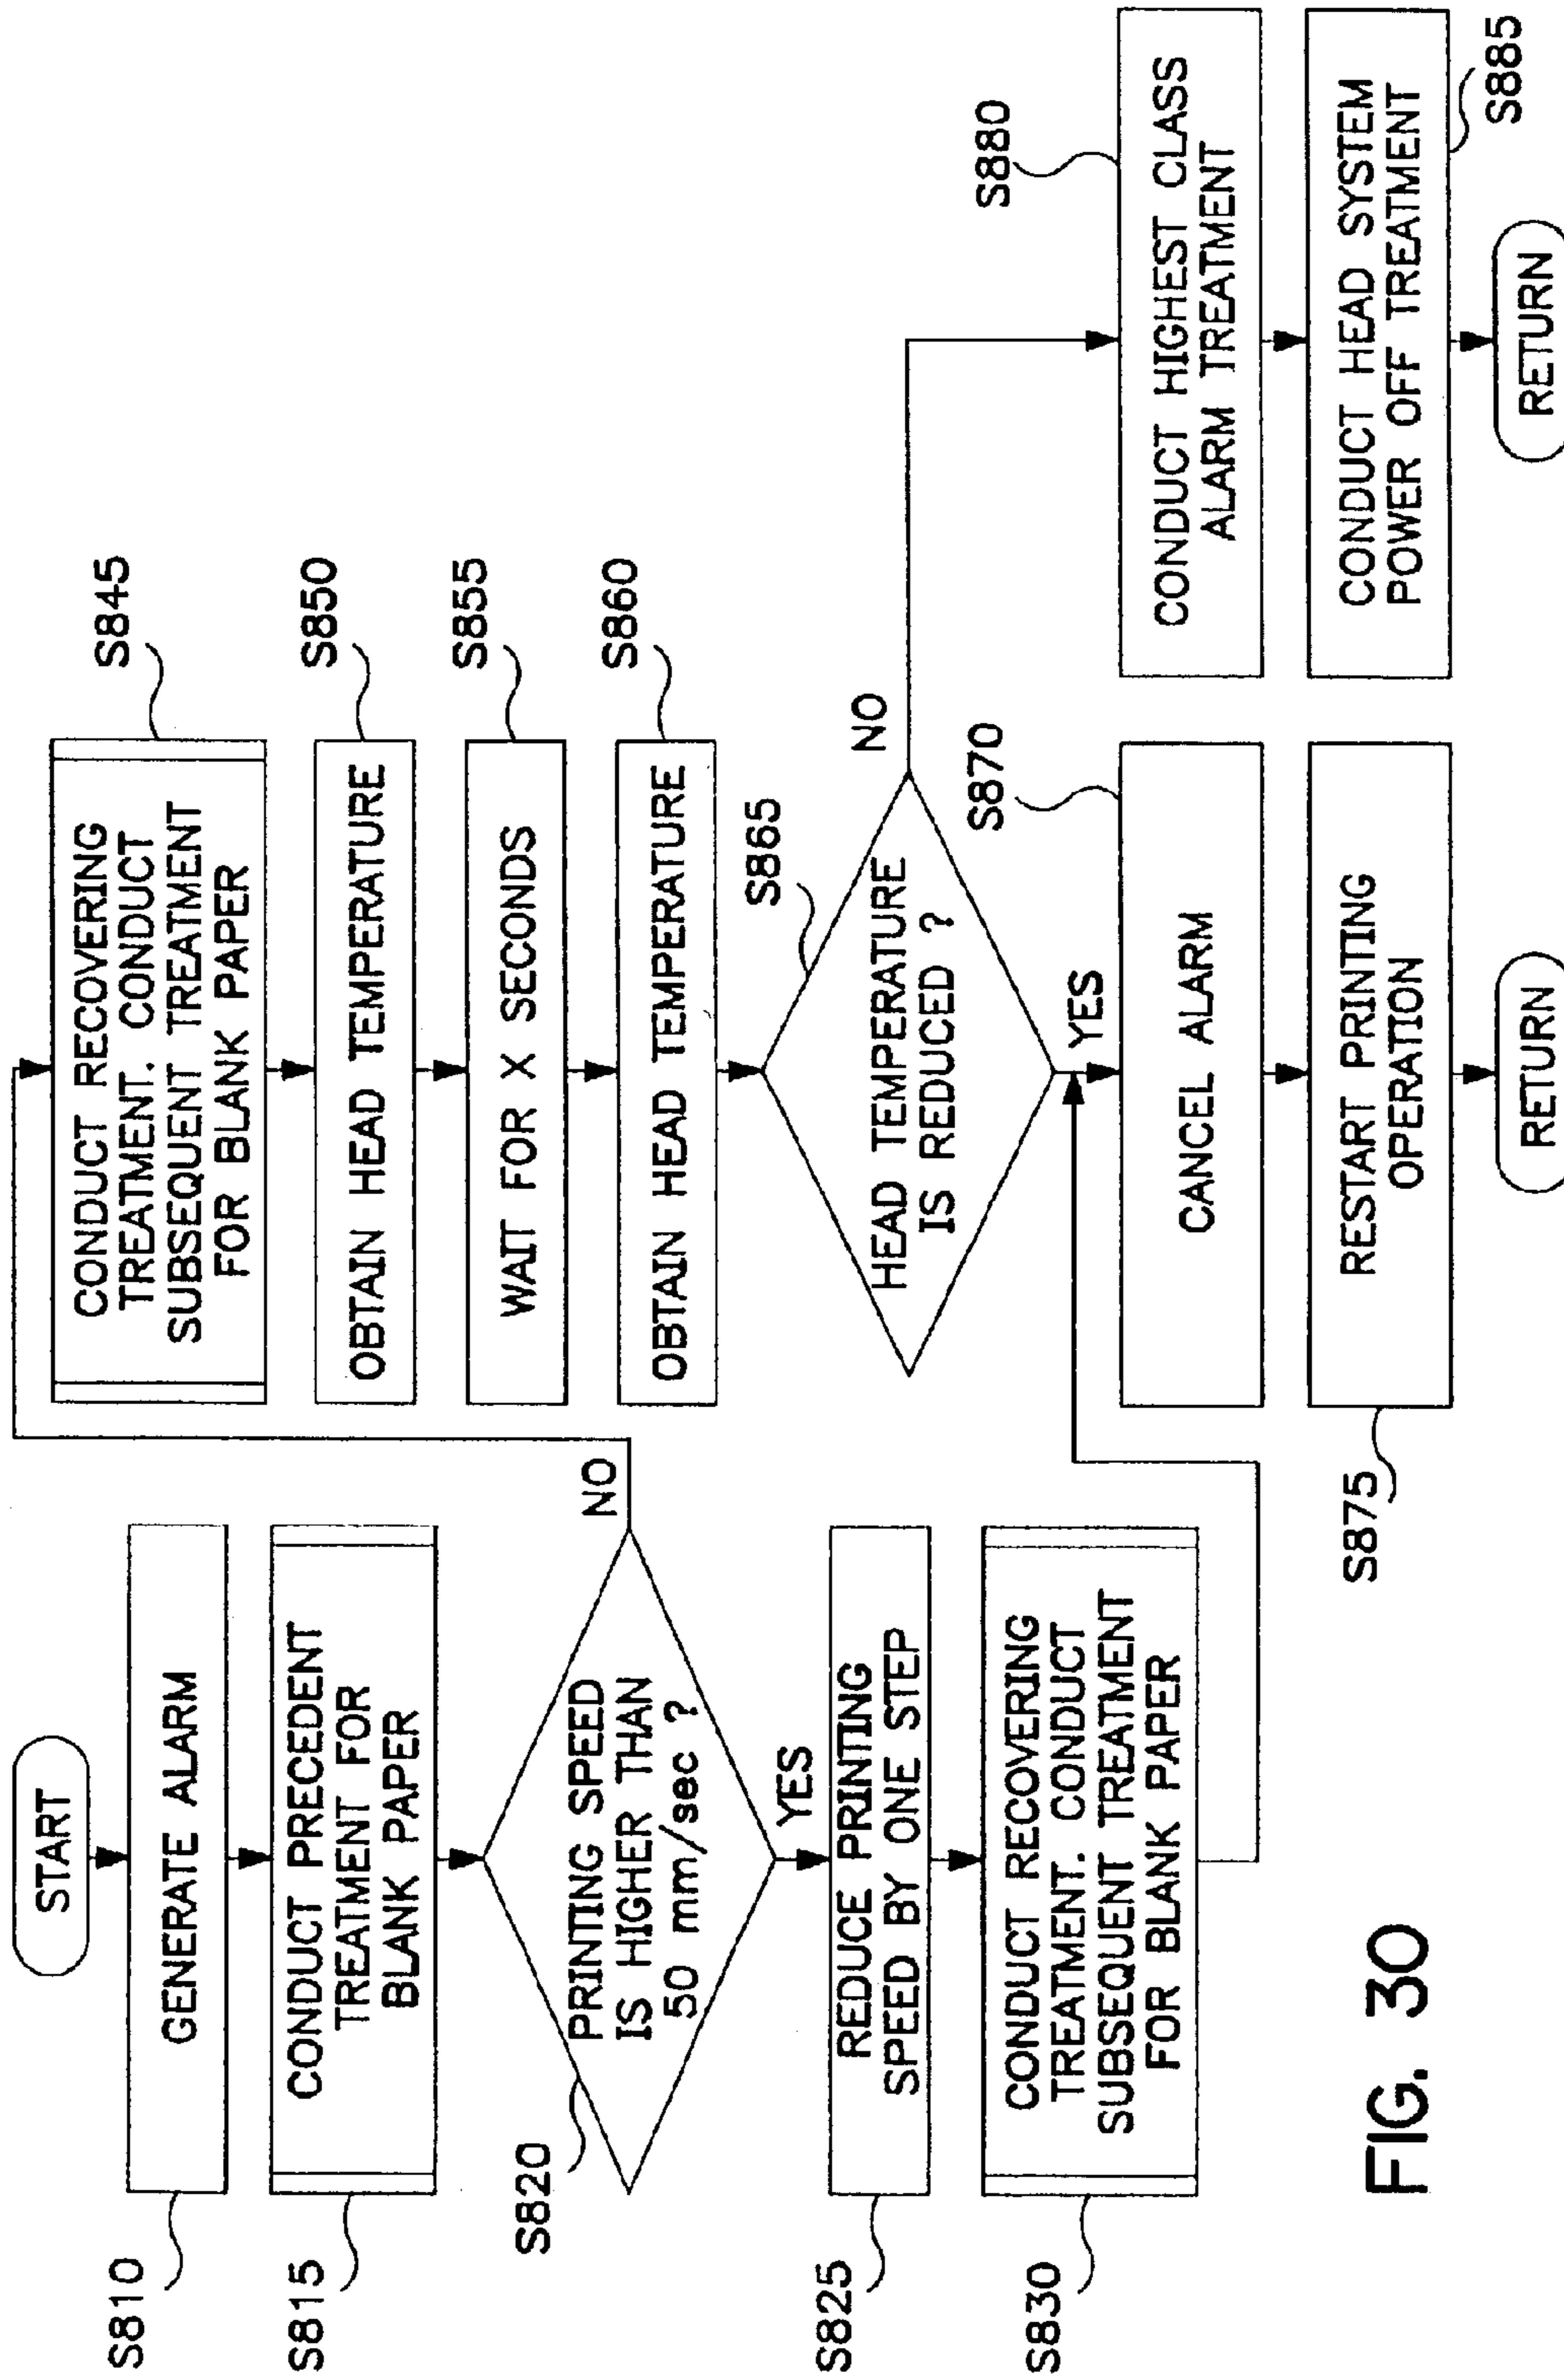 START
S810
GENERATE ALARM
S815
CONDUCT PRECEDENT
TREATMENT FOR
BLANK PAPER
S820
PRINTING SPEED
IS HIGHER THAN
50 mm/sec ?
NO
YES
S825
REDUCE PRINTING
SPEED BY ONE STEP
S830
CONDUCT RECOVERING
TREATMENT. CONDUCT
SUBSEQUENT TREATMENT
FOR BLANK PAPER
S845
CONDUCT RECOVERING
TREATMENT. CONDUCT
SUBSEQUENT TREATMENT
FOR BLANK PAPER
S850
OBTAIN HEAD TEMPERATURE
S855
WAIT FOR X SECONDS
S860
OBTAIN HEAD TEMPERATURE
S865
HEAD TEMPERATURE
IS REDUCED ?
NO
YES
S870
CANCEL ALARM
S875
RESTART PRINTING
OPERATION
RETURN
S880
CONDUCT HIGHEST CLASS
ALARM TREATMENT
CONDUCT HEAD SYSTEM
POWER OFF TREATMENT
S885
RETURN
FIG. 30